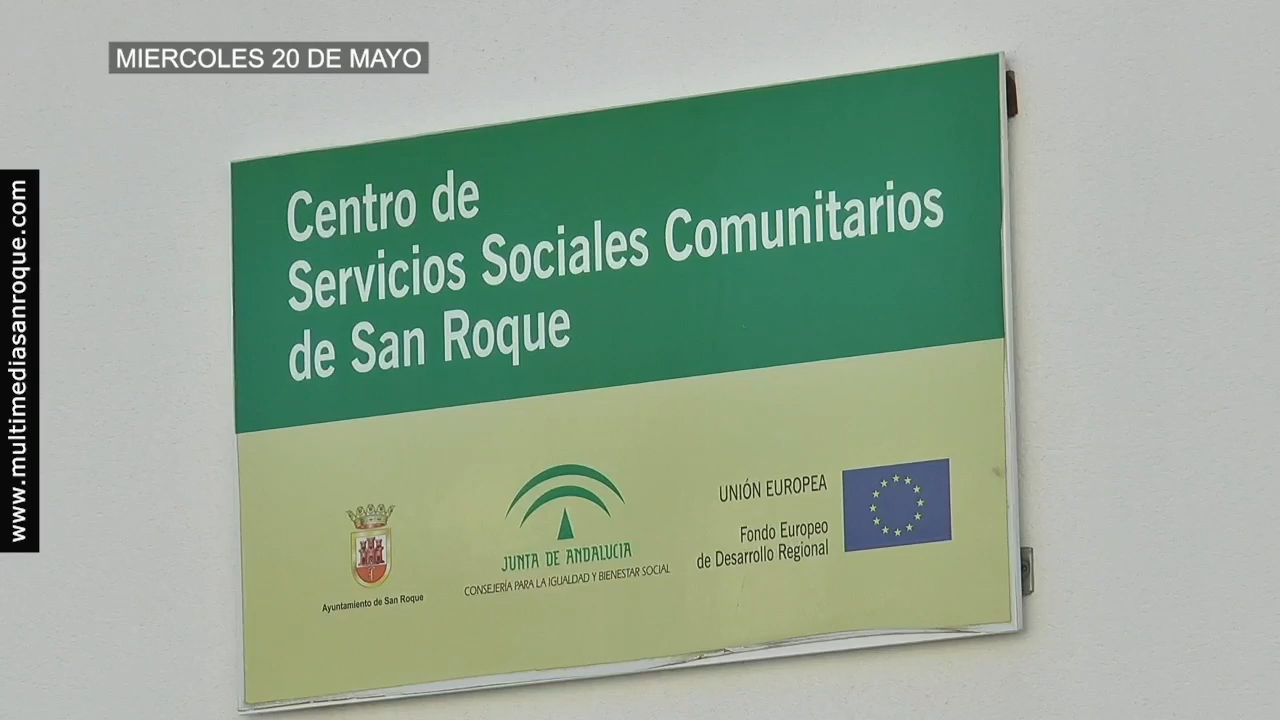 MIERCOLES 20 DE MAYO
www.multimediasanroque.com
Centro de
Servicios Sociales Comunitarios
de San Roque
Ayuntamiento de San Roque
JUNTA DE ANDALUCIA
CONSEJERÍA PARA LA IGUALDAD Y BIENESTAR SOCIAL
UNIÓN EUROPEA
Fondo Europeo
de Desarrollo Regional